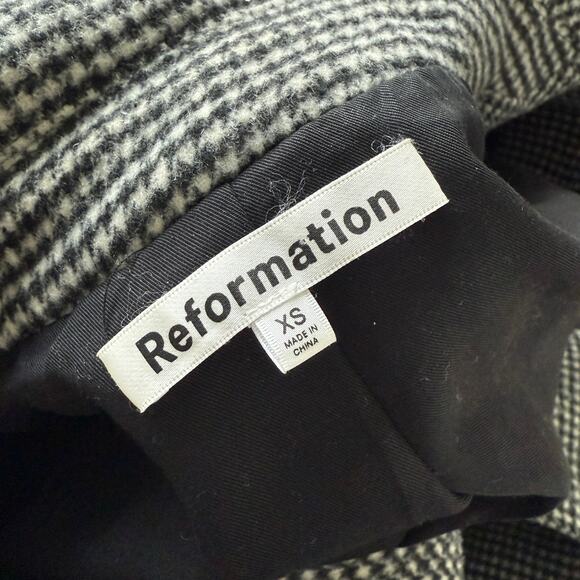 Reformation
XS
MADE IN
CHINA